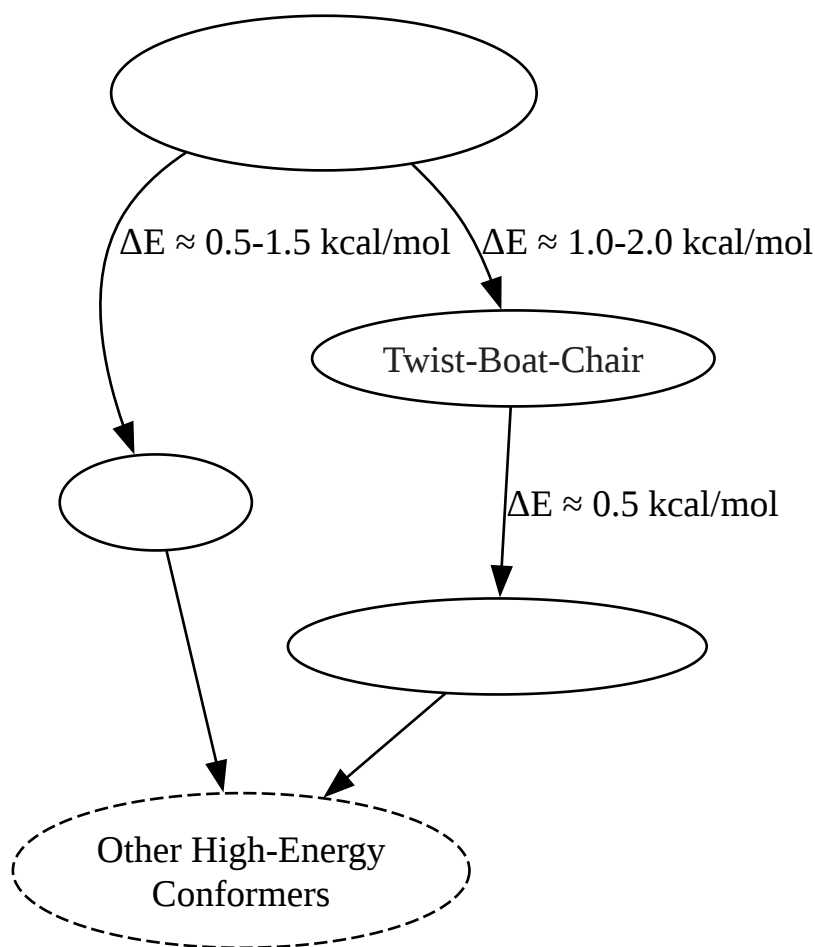 ΔE ≈ 0.5-1.5 kcal/mol
ΔE ≈ 1.0-2.0 kcal/mol
Twist-Boat-Chair
ΔE ≈ 0.5 kcal/mol
Other High-Energy
Conformers